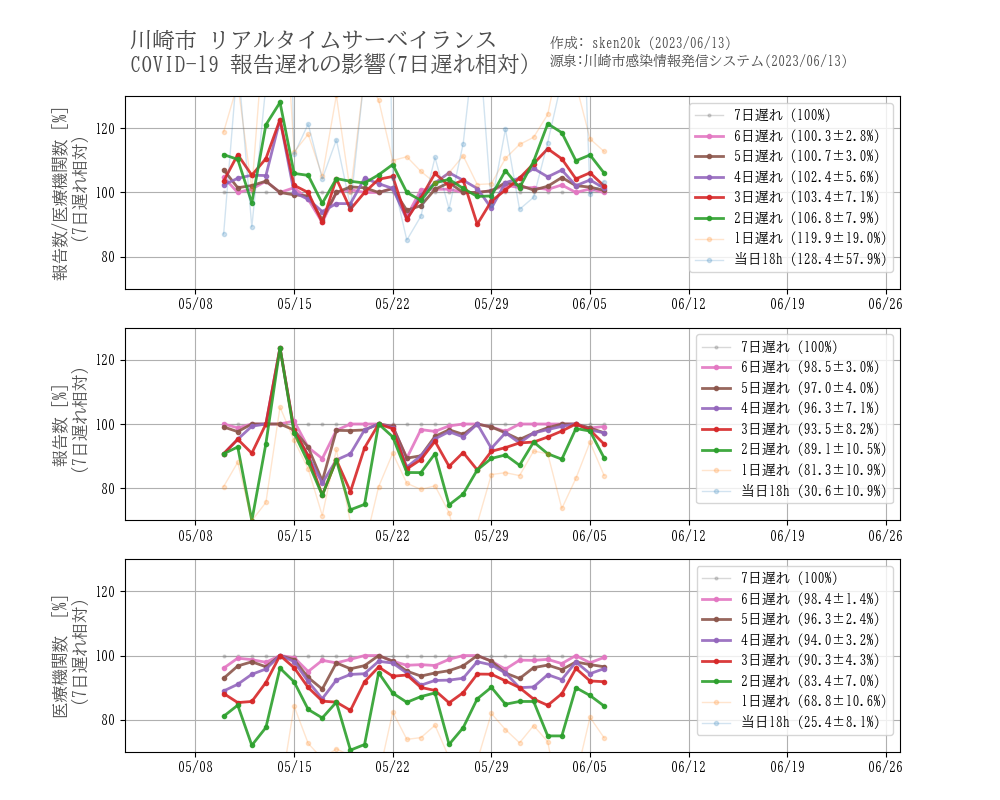 川崎市 リアルタイムサーベイランス
COVID-19 報告遅れの影響(7日遅れ相対)
作成: sken20k (2023/06/13)
源泉:川崎市感染情報発信システム(2023/06/13)
報告数/医療機関数 [%]
(7日遅れ相対)
120
100
80
7日遅れ (100%)
6日遅れ (100.3±2.8%)
5日遅れ (100.7±3.0%)
4日遅れ (102.4±5.6%)
3日遅れ (103.4±7.1%)
2日遅れ (106.8±7.9%)
1日遅れ (119.9±19.0%)
当日18h (128.4±57.9%)
05/08 05/15 05/22 05/29 06/05 06/12 06/19 06/26
報告数 [%]
(7日遅れ相対)
120
100
80
7日遅れ (100%)
6日遅れ (98.5±3.0%)
5日遅れ (97.0±4.0%)
4日遅れ (96.3±7.1%)
3日遅れ (93.5±8.2%)
2日遅れ (89.1±10.5%)
1日遅れ (81.3±10.9%)
当日18h (30.6±10.9%)
05/08 05/15 05/22 05/29 06/05 06/12 06/19 06/26
医療機関数 [%]
(7日遅れ相対)
120
100
80
7日遅れ (100%)
6日遅れ (98.4±1.4%)
5日遅れ (96.3±2.4%)
4日遅れ (94.0±3.2%)
3日遅れ (90.3±4.3%)
2日遅れ (83.4±7.0%)
1日遅れ (68.8±10.6%)
当日18h (25.4±8.1%)
05/08 05/15 05/22 05/29 06/05 06/12 06/19 06/26